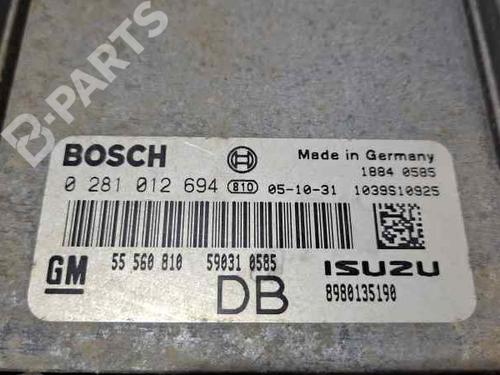 B-PARTS
BOSCH
Made in Germany
1884 0585
0 281 012 694 810 05-10-31 1039S10925
GM
55 560 810 59031 0585
ISUZU
DB
8980135190